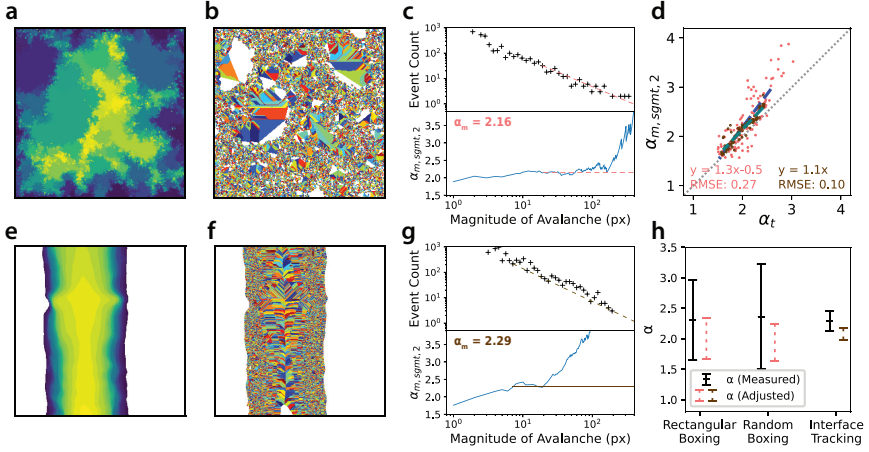 a
b
c
10³
10²
10¹
10⁰
Event Count
αₘ = 2.16
3.5
3.0
2.5
2.0
α_{m, sgmt, 2}
10⁰ 10¹ 10²
Magnitude of Avalanche (px)
d
4
3
2
1
α_{m, sgmt, 2}
y = 1.3x-0.5 y = 1.1x
RMSE: 0.27 RMSE: 0.10
1 2 3 4
αₜ
e
f
g
10³
10²
10¹
10⁰
Event Count
αₘ = 2.29
3.5
3.0
2.5
2.0
1.5
α_{m, sgmt, 2}
10⁰ 10¹ 10²
Magnitude of Avalanche (px)
h
3.5
3.0
2.5
2.0
1.5
1.0
α
α (Measured)
α (Adjusted)
Rectangular Random Interface
Boxing Boxing Tracking